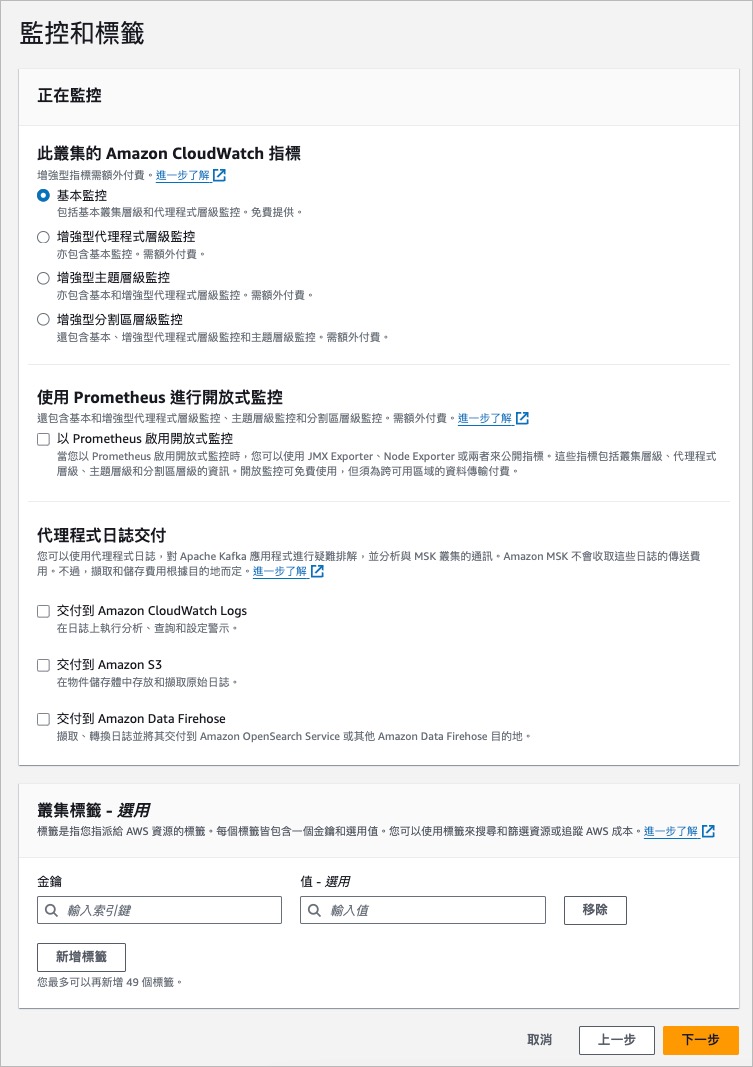 監控和標籤
正在監控
此叢集的 Amazon CloudWatch 指標
增強型指標需額外付費。進一步了解
基本監控
包括基本叢集層級和代理程式層級監控。免費提供。
增強型代理程式層級監控
亦包含基本監控。需額外付費。
增強型主題層級監控
亦包含基本和增強型代理程式層級監控。需額外付費。
增強型分割區層級監控
還包含基本、增強型代理程式層級監控和主題層級監控。需額外付費。
使用 Prometheus 進行開放式監控
還包含基本和增強型代理程式層級監控、主題層級監控和分割區層級監控。需額外付費。進一步了解
以 Prometheus 啟用開放式監控
當您以 Prometheus 啟用開放式監控時，您可以使用 JMX Exporter、Node Exporter 或兩者來公開指標。這些指標包括叢集層級、代理程式
層級、主題層級和分割區層級的資訊。開放監控可免費使用，但須為跨可用區域的資料傳輸付費。
代理程式日誌交付
您可以使用代理程式日誌，對 Apache Kafka 應用程式進行疑難排解，並分析與 MSK 叢集的通訊。Amazon MSK 不會收取這些日誌的傳送費
用。不過，擷取和儲存費用根據目的地而定。進一步了解
交付到 Amazon CloudWatch Logs
在日誌上執行分析、查詢和設定警示。
交付到 Amazon S3
在物件儲存體中存放和擷取原始日誌。
交付到 Amazon Data Firehose
擷取、轉換日誌並將其交付到 Amazon OpenSearch Service 或其他 Amazon Data Firehose 目的地。
叢集標籤 - 選用
標籤是指您指派給 AWS 資源的標籤。每個標籤皆包含一個金鑰和選用值。您可以使用標籤來搜尋和篩選資源或追蹤 AWS 成本。進一步了解
金鑰
值 - 選用
輸入索引鍵
輸入值
移除
新增標籤
您最多可以再新增 49 個標籤。
取消
上一步
下一步